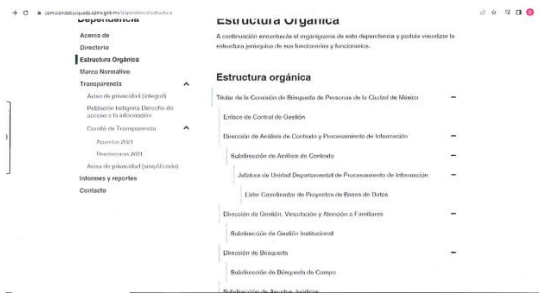 Dependencia
Acerca de
Directorio
Estructura Orgánica
Marco Normativo
Transparencia
Aviso de privacidad (integral)
Población Indígena Derecho de
acceso a la información
Comité de Transparencia
Acuerdos 2021
Resoluciones 2021
Aviso de privacidad (simplificado)
Informes y reportes
Contacto
Estructura Orgánica
A continuación encontrarás el organigrama de esta dependencia y podrás visualizar la
estructura jerárquica de sus funcionarios y funcionarias.
Estructura orgánica
Titular de la Comisión de Búsqueda de Personas de la Ciudad de México
Enlace de Control de Gestión
Dirección de Análisis de Contexto y Procesamiento de Información
Subdirección de Análisis de Contexto
Jefatura de Unidad Departamental de Procesamiento de Información
Líder Coordinador de Proyectos de Bases de Datos
Dirección de Gestión, Vinculación y Atención a Familiares
Subdirección de Gestión Institucional
Dirección de Búsqueda
Subdirección de Búsqueda de Campo
Subdirección de Asuntos Jurídicos